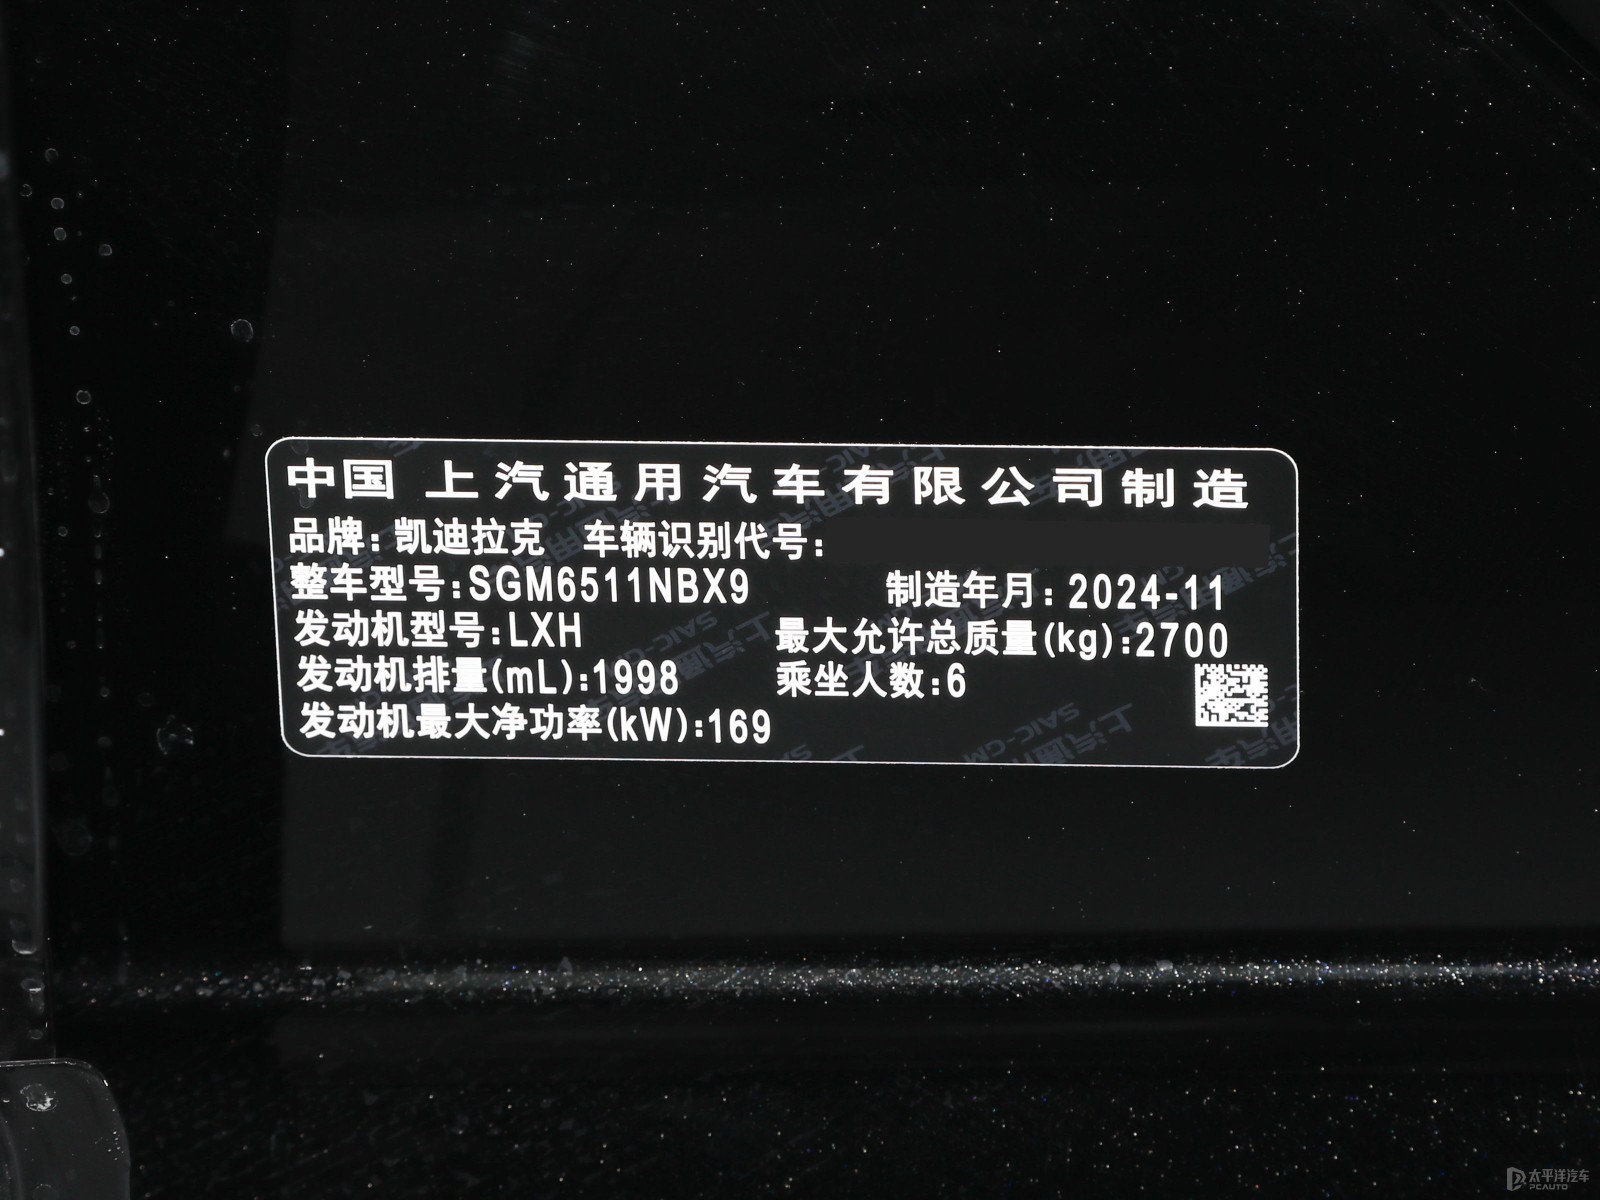 中国 上汽通用汽车有限公司制造
品牌:凯迪拉克 车辆识别代号:
整车型号:SGM6511NBX9 制造年月:2024-11
发动机型号:LXH 最大允许总质量(kg):2700
发动机排量(mL):1998 乘坐人数:6
发动机最大净功率(kW):169
太平洋汽车
PCAUTO